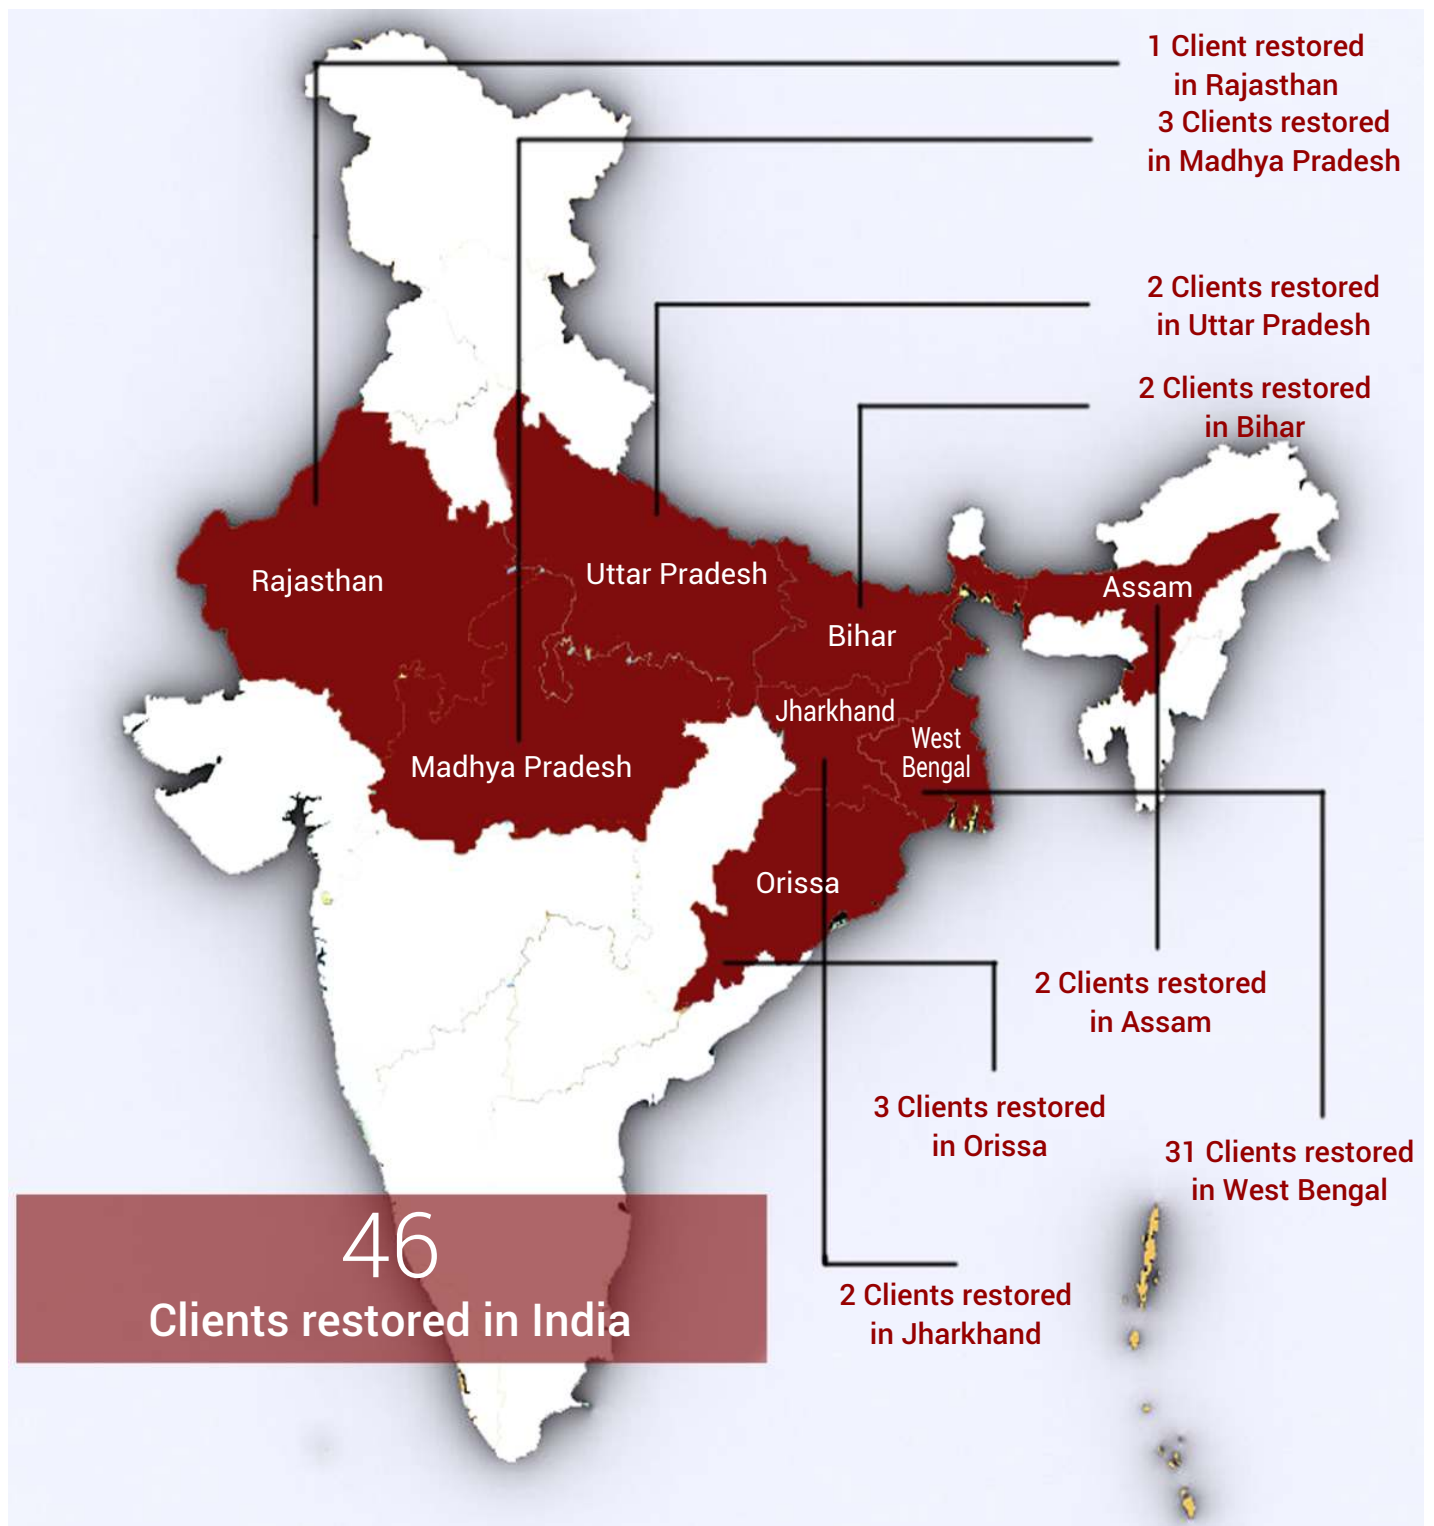 1 Client restored
in Rajasthan
3 Clients restored
in Madhya Pradesh
2 Clients restored
in Uttar Pradesh
2 Clients restored
in Bihar
Rajasthan
Uttar Pradesh
Assam
Bihar
Jharkhand
West
Bengal
Madhya Pradesh
Orissa
2 Clients restored
in Assam
3 Clients restored
in Orissa
31 Clients restored
in West Bengal
46
Clients restored in India
2 Clients restored
in Jharkhand